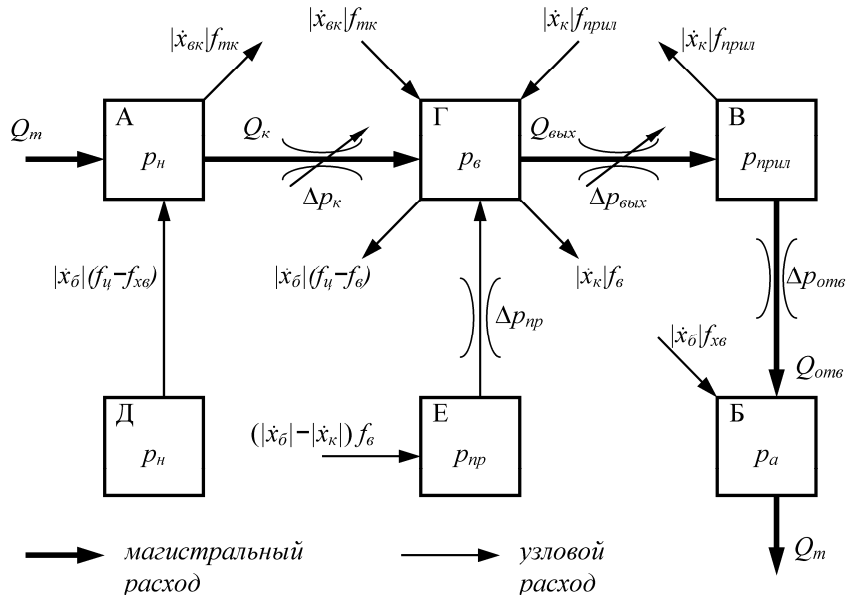 |ẋвк|fтк
|ẋвк|fтк
|ẋк|fприл
|ẋк|fприл
А
Г
В
Qт
Qк
Qвых
pн
pв
pприл
Δpк
Δpвых
|ẋб|(fц−fхв)
|ẋб|(fц−fв)
|ẋк|fв
Δpотв
Δpпр
|ẋб|fхв
Qотв
Д
Е
Б
(|ẋб|−|ẋк|) fв
pн
pпр
pа
Qт
магистральный
расход
узловой
расход